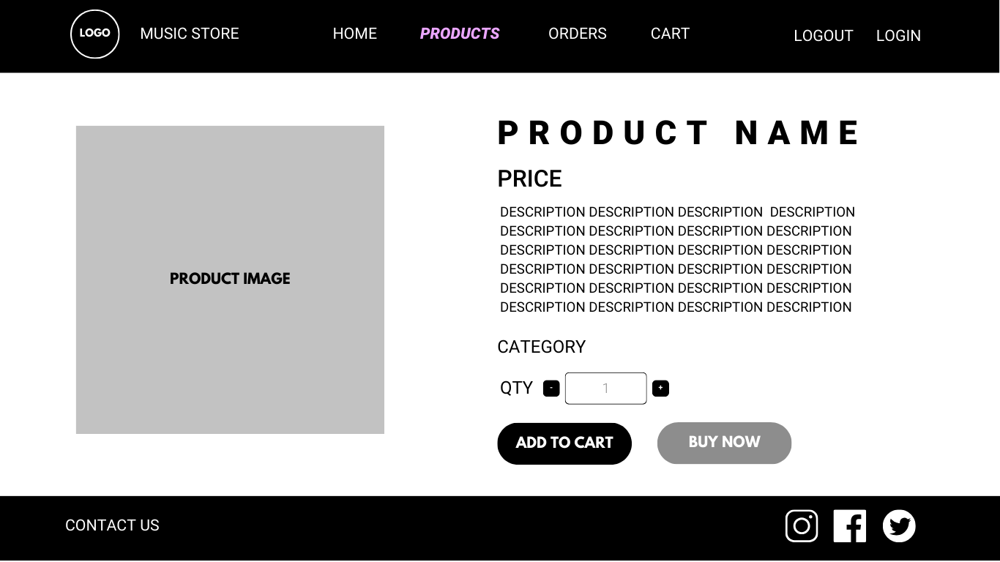 LOGO MUSIC STORE HOME PRODUCTS ORDERS CART LOGOUT LOGIN
PRODUCT IMAGE
PRODUCT NAME
PRICE
DESCRIPTION DESCRIPTION DESCRIPTION DESCRIPTION
DESCRIPTION DESCRIPTION DESCRIPTION DESCRIPTION
DESCRIPTION DESCRIPTION DESCRIPTION DESCRIPTION
DESCRIPTION DESCRIPTION DESCRIPTION DESCRIPTION
DESCRIPTION DESCRIPTION DESCRIPTION DESCRIPTION
DESCRIPTION DESCRIPTION DESCRIPTION DESCRIPTION
CATEGORY
QTY - 1 +
ADD TO CART BUY NOW
CONTACT US